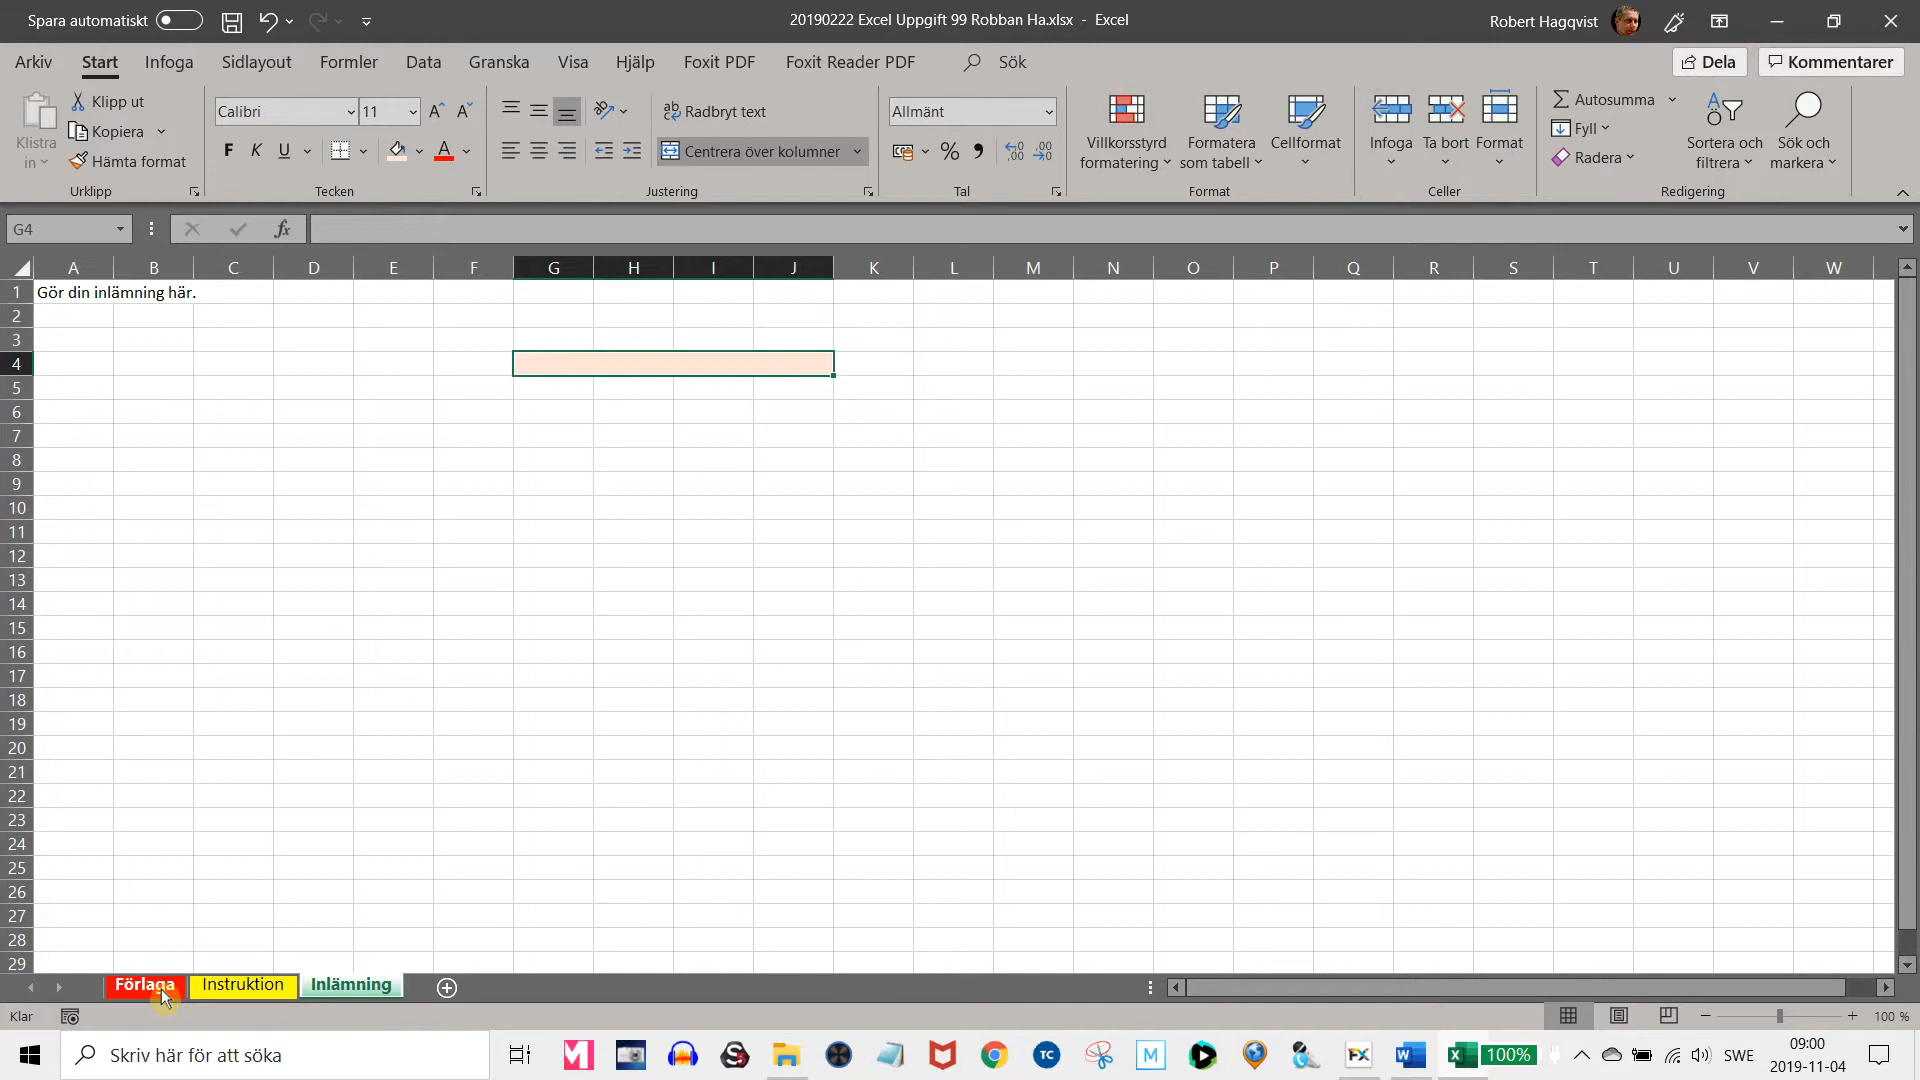 Spara automatiskt
20190222 Excel Uppgift 99 Robban Ha.xlsx - Excel
Robert Hagqvist
Arkiv Start Infoga Sidlayout Formler Data Granska Visa Hjälp Foxit PDF Foxit Reader PDF Sök
Dela Kommentarer
Klistra in
Klipp ut
Kopiera
Hämta format
Urklipp
Calibri 11
F K U
Tecken
Radbryt text
Centrera över kolumner
Justering
Allmänt
%
Tal
Villkorsstyrd formatering
Formatera som tabell
Cellformat
Format
Infoga
Ta bort
Format
Celler
Autosumma
Fyll
Radera
Sortera och filtrera
Sök och markera
Redigering
G4
fx
A B C D E F G H I J K L M N O P Q R S T U V W
1 Gör din inlämning här.
2
3
4
5
6
7
8
9
10
11
12
13
14
15
16
17
18
19
20
21
22
23
24
25
26
27
28
29
Förlaga Instruktion Inlämning
Klar
100 %
Skriv här för att söka
TC
FX
100%
SWE
09:00
2019-11-04